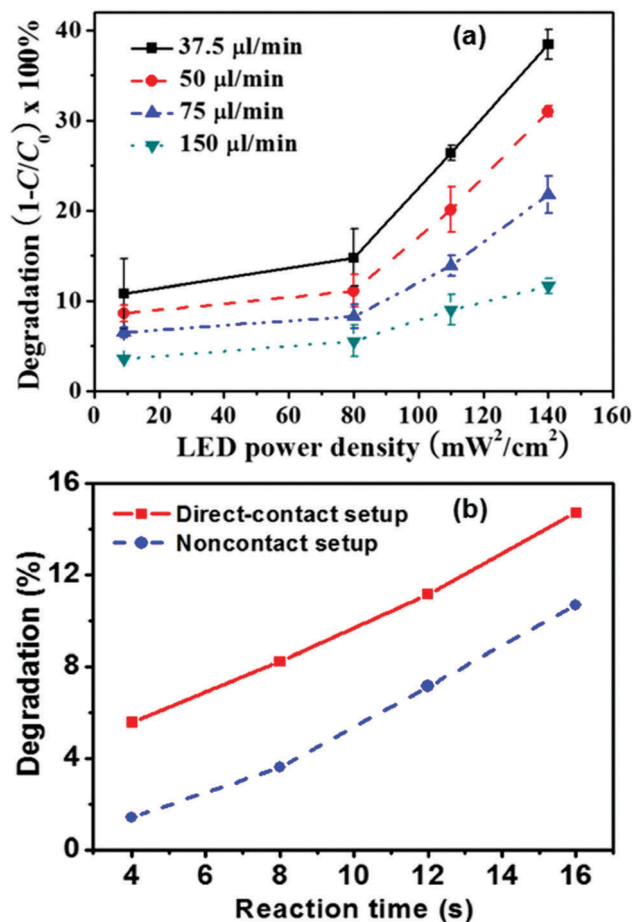 (a)
37.5 μl/min
50 μl/min
75 μl/min
150 μl/min
Degradation (1-C/C₀) x 100%
40
30
20
10
0
0 20 40 60 80 100 120 140 160
LED power density (mW²/cm²)
(b)
Direct-contact setup
Noncontact setup
Degradation (%)
16
12
8
4
0
4 6 8 10 12 14 16
Reaction time (s)